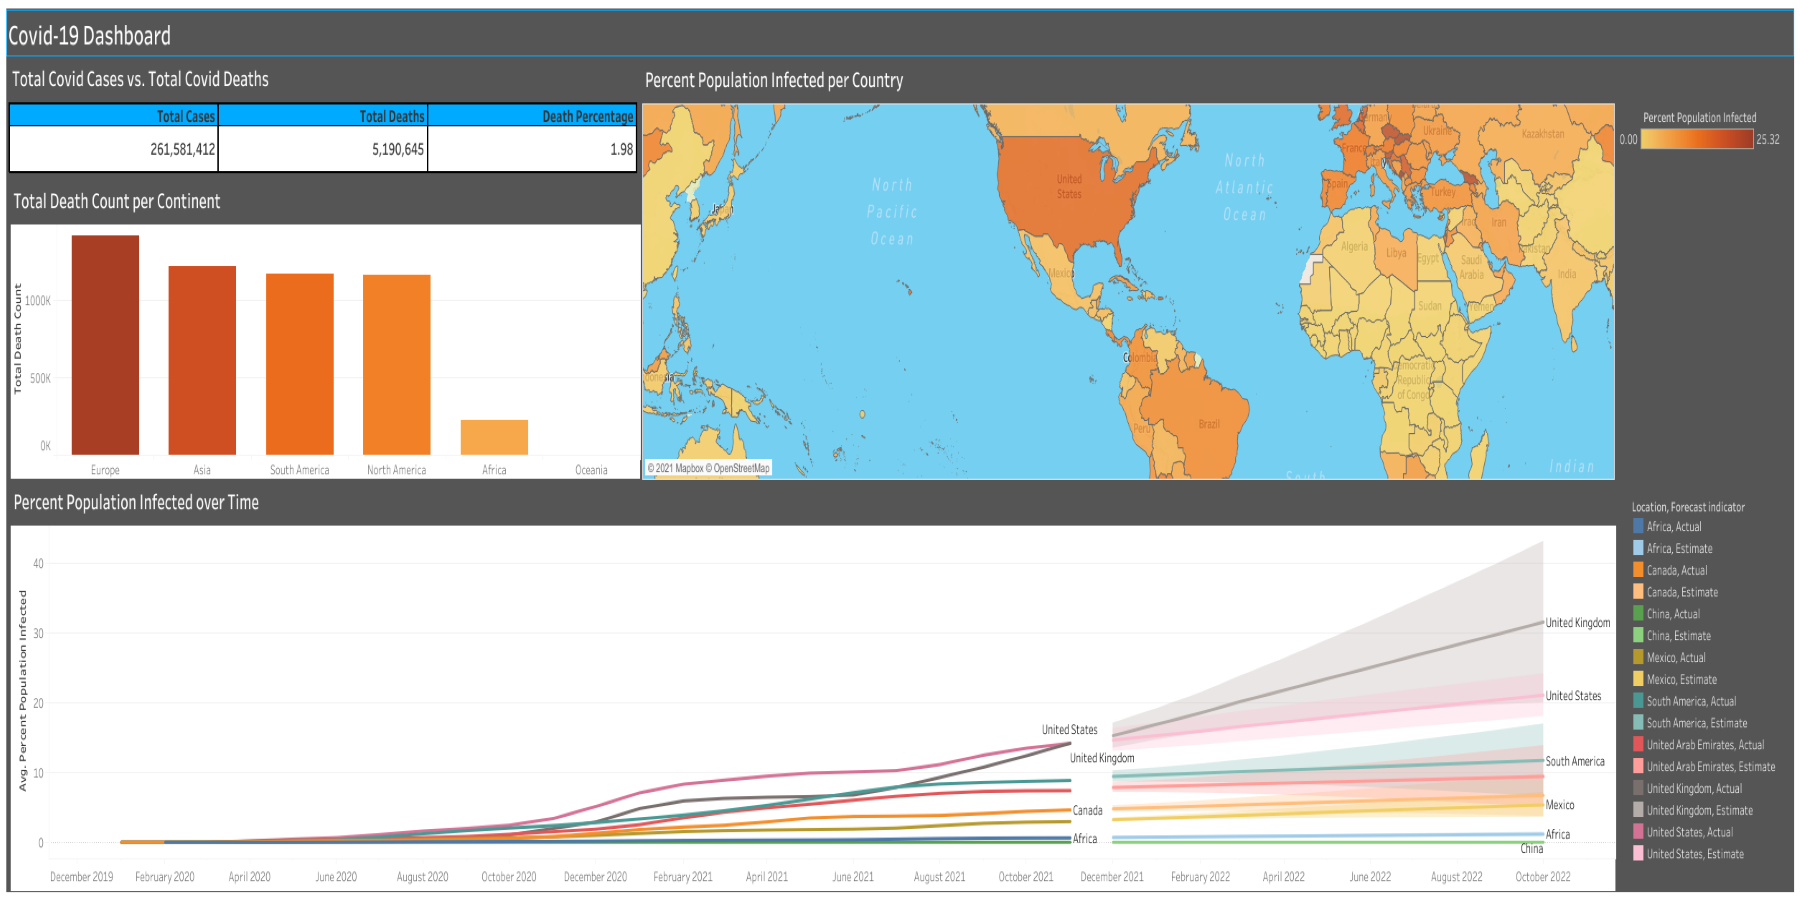 Covid-19 Dashboard
Total Covid Cases vs. Total Covid Deaths
Total Cases Total Deaths Death Percentage
261,581,412 5,190,645 1.98
Total Death Count per Continent
Total Death Count
1000K
500K
0K
Europe Asia South America North America Africa Oceania
Percent Population Infected per Country
North
Pacific
Ocean
North
Atlantic
Ocean
United
States
Mexico
Colombia
Peru
Brazil
Germany
France
Spain
Ukraine
Turkey
Kazakhstan
Iraq
Iran
Algeria
Libya
Egypt
Saudi
Arabia
Sudan
Yemen
India
Republic
of Congo
South
Indian
© 2021 Mapbox © OpenStreetMap
Percent Population Infected
0.00 25.32
Percent Population Infected over Time
Avg. Percent Population Infected
40
30
20
10
0
United States
United Kingdom
Canada
Africa
United Kingdom
United States
South America
Mexico
Africa
China
December 2019 February 2020 April 2020 June 2020 August 2020 October 2020 December 2020 February 2021 April 2021 June 2021 August 2021 October 2021 December 2021 February 2022 April 2022 June 2022 August 2022 October 2022
Location, Forecast indicator
Africa, Actual
Africa, Estimate
Canada, Actual
Canada, Estimate
China, Actual
China, Estimate
Mexico, Actual
Mexico, Estimate
South America, Actual
South America, Estimate
United Arab Emirates, Actual
United Arab Emirates, Estimate
United Kingdom, Actual
United Kingdom, Estimate
United States, Actual
United States, Estimate